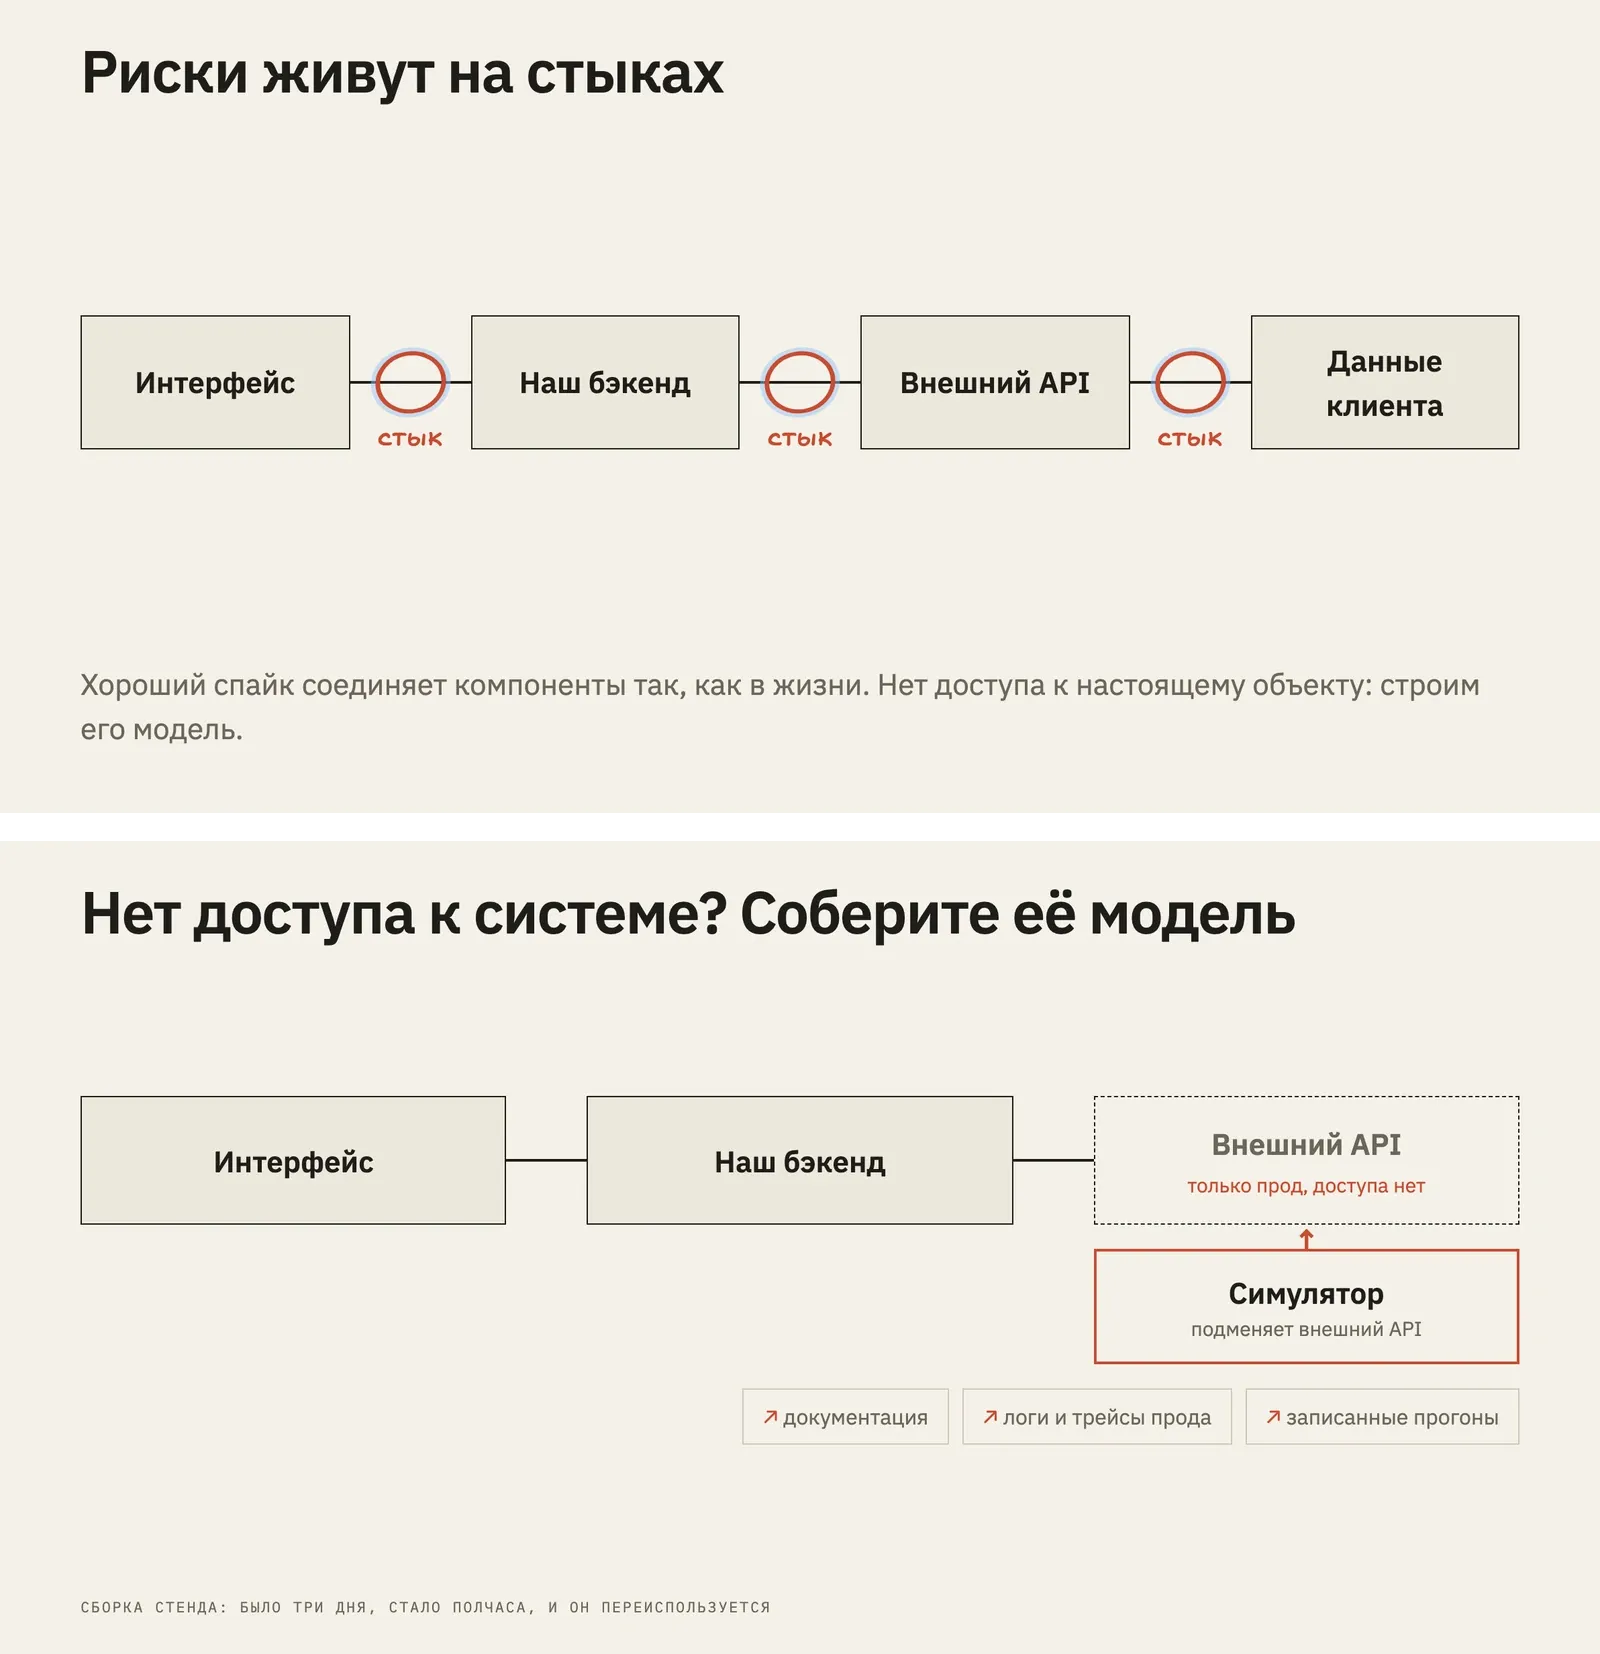 Риски живут на стыках
Интерфейс
стык
Наш бэкенд
стык
Внешний API
стык
Данные
клиента
Хороший спайк соединяет компоненты так, как в жизни. Нет доступа к настоящему объекту: строим
его модель.
Нет доступа к системе? Соберите её модель
Интерфейс
Наш бэкенд
Внешний API
только прод, доступа нет
↑
Симулятор
подменяет внешний API
↗ документация
↗ логи и трейсы прода
↗ записанные прогоны
СБОРКА СТЕНДА: БЫЛО ТРИ ДНЯ, СТАЛО ПОЛЧАСА, И ОН ПЕРЕИСПОЛЬЗУЕТСЯ